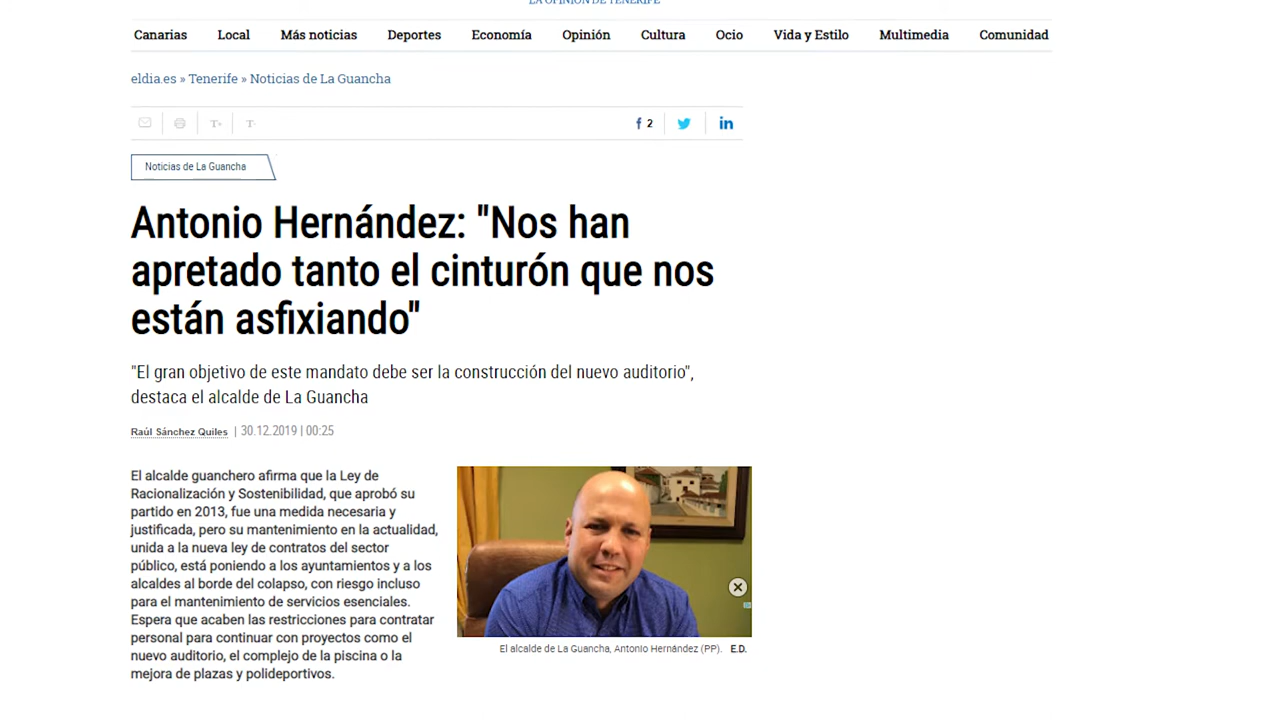 LA OPINIÓN DE TENERIFE
Canarias Local Más noticias Deportes Economía Opinión Cultura Ocio Vida y Estilo Multimedia Comunidad
eldia.es » Tenerife » Noticias de La Guancha
T+ T- f 2 in
Noticias de La Guancha
Antonio Hernández: "Nos han
apretado tanto el cinturón que nos
están asfixiando"
"El gran objetivo de este mandato debe ser la construcción del nuevo auditorio",
destaca el alcalde de La Guancha
Raúl Sánchez Quiles | 30.12.2019 | 00:25
El alcalde guanchero afirma que la Ley de
Racionalización y Sostenibilidad, que aprobó su
partido en 2013, fue una medida necesaria y
justificada, pero su mantenimiento en la actualidad,
unida a la nueva ley de contratos del sector
público, está poniendo a los ayuntamientos y a los
alcaldes al borde del colapso, con riesgo incluso
para el mantenimiento de servicios esenciales.
Espera que acaben las restricciones para contratar
personal para continuar con proyectos como el
nuevo auditorio, el complejo de la piscina o la
mejora de plazas y polideportivos.
El alcalde de La Guancha, Antonio Hernández (PP). E.D.